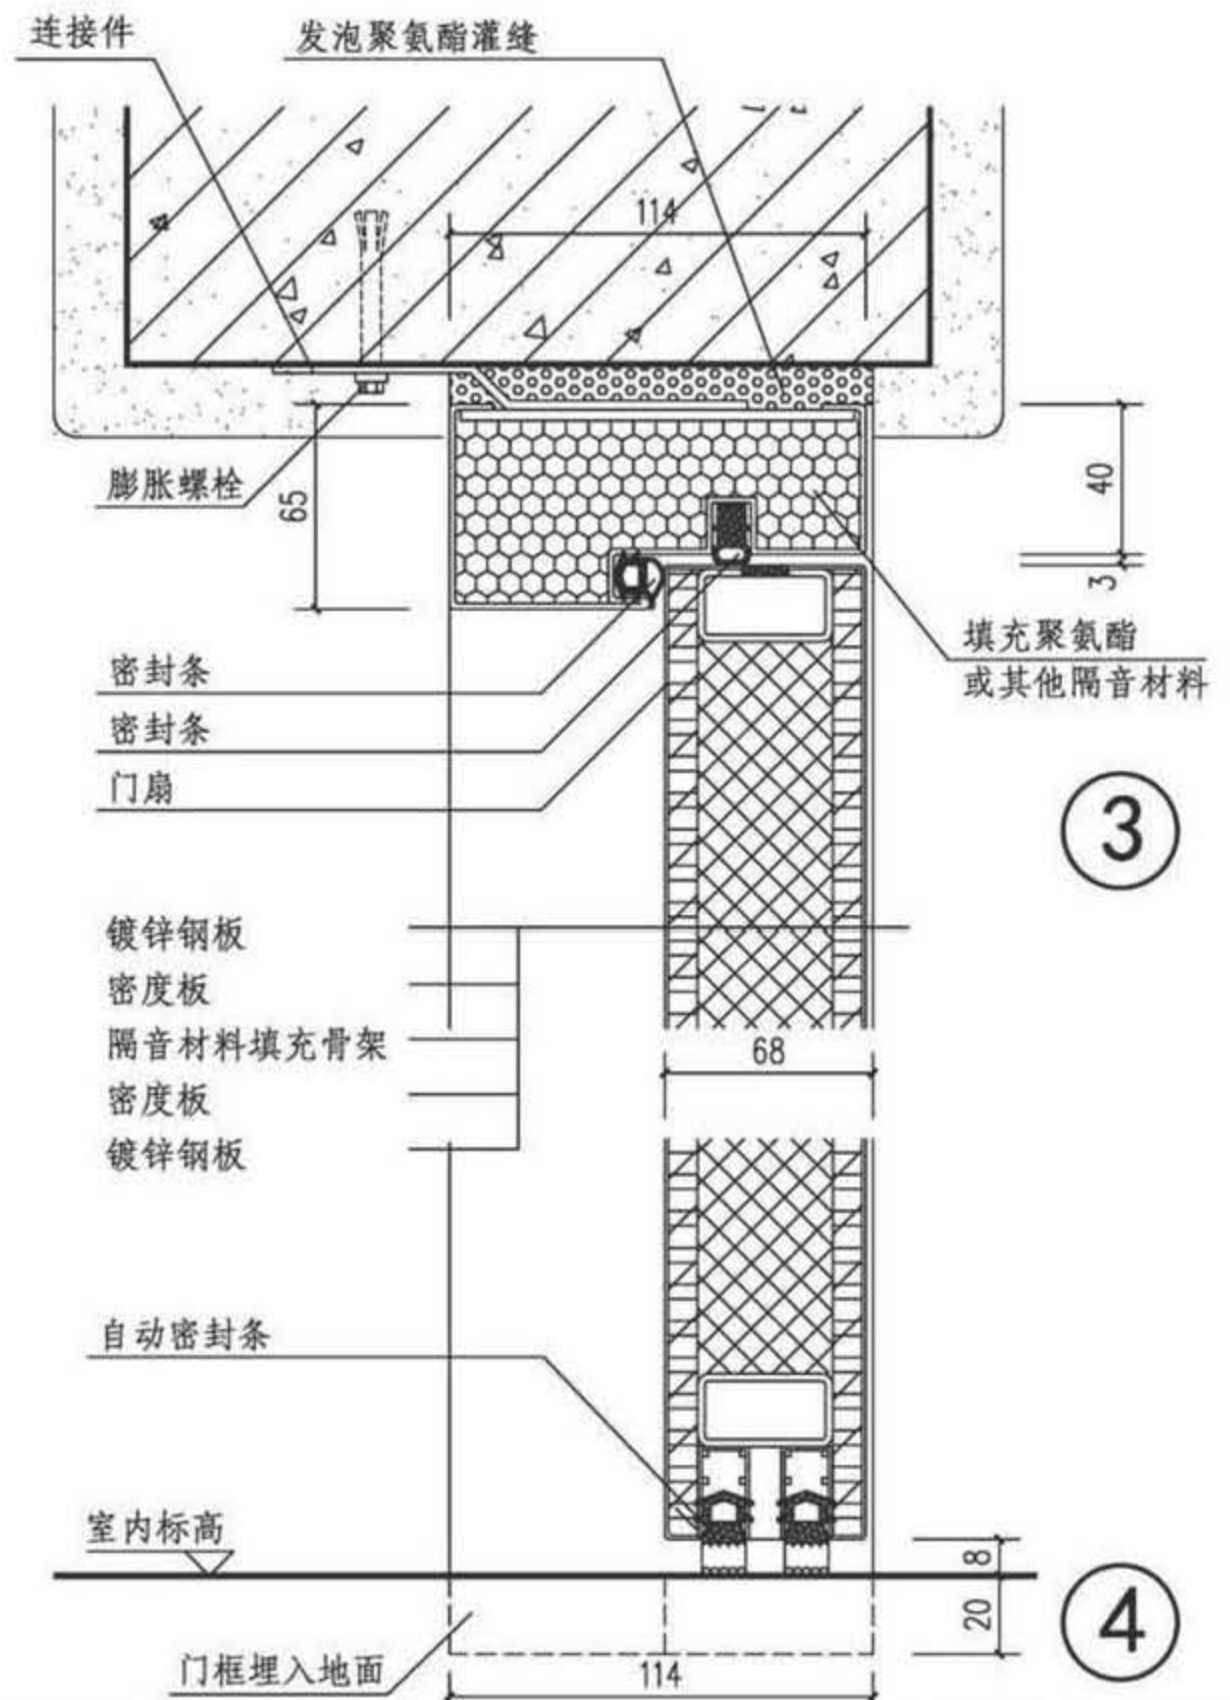 连接件
发泡聚氨酯灌缝
114
膨胀螺栓
65
40
3
填充聚氨酯
或其他隔音材料
密封条
密封条
门扇
3
镀锌钢板
密度板
隔音材料填充骨架
密度板
镀锌钢板
68
自动密封条
室内标高
8
20
4
门框埋入地面
114